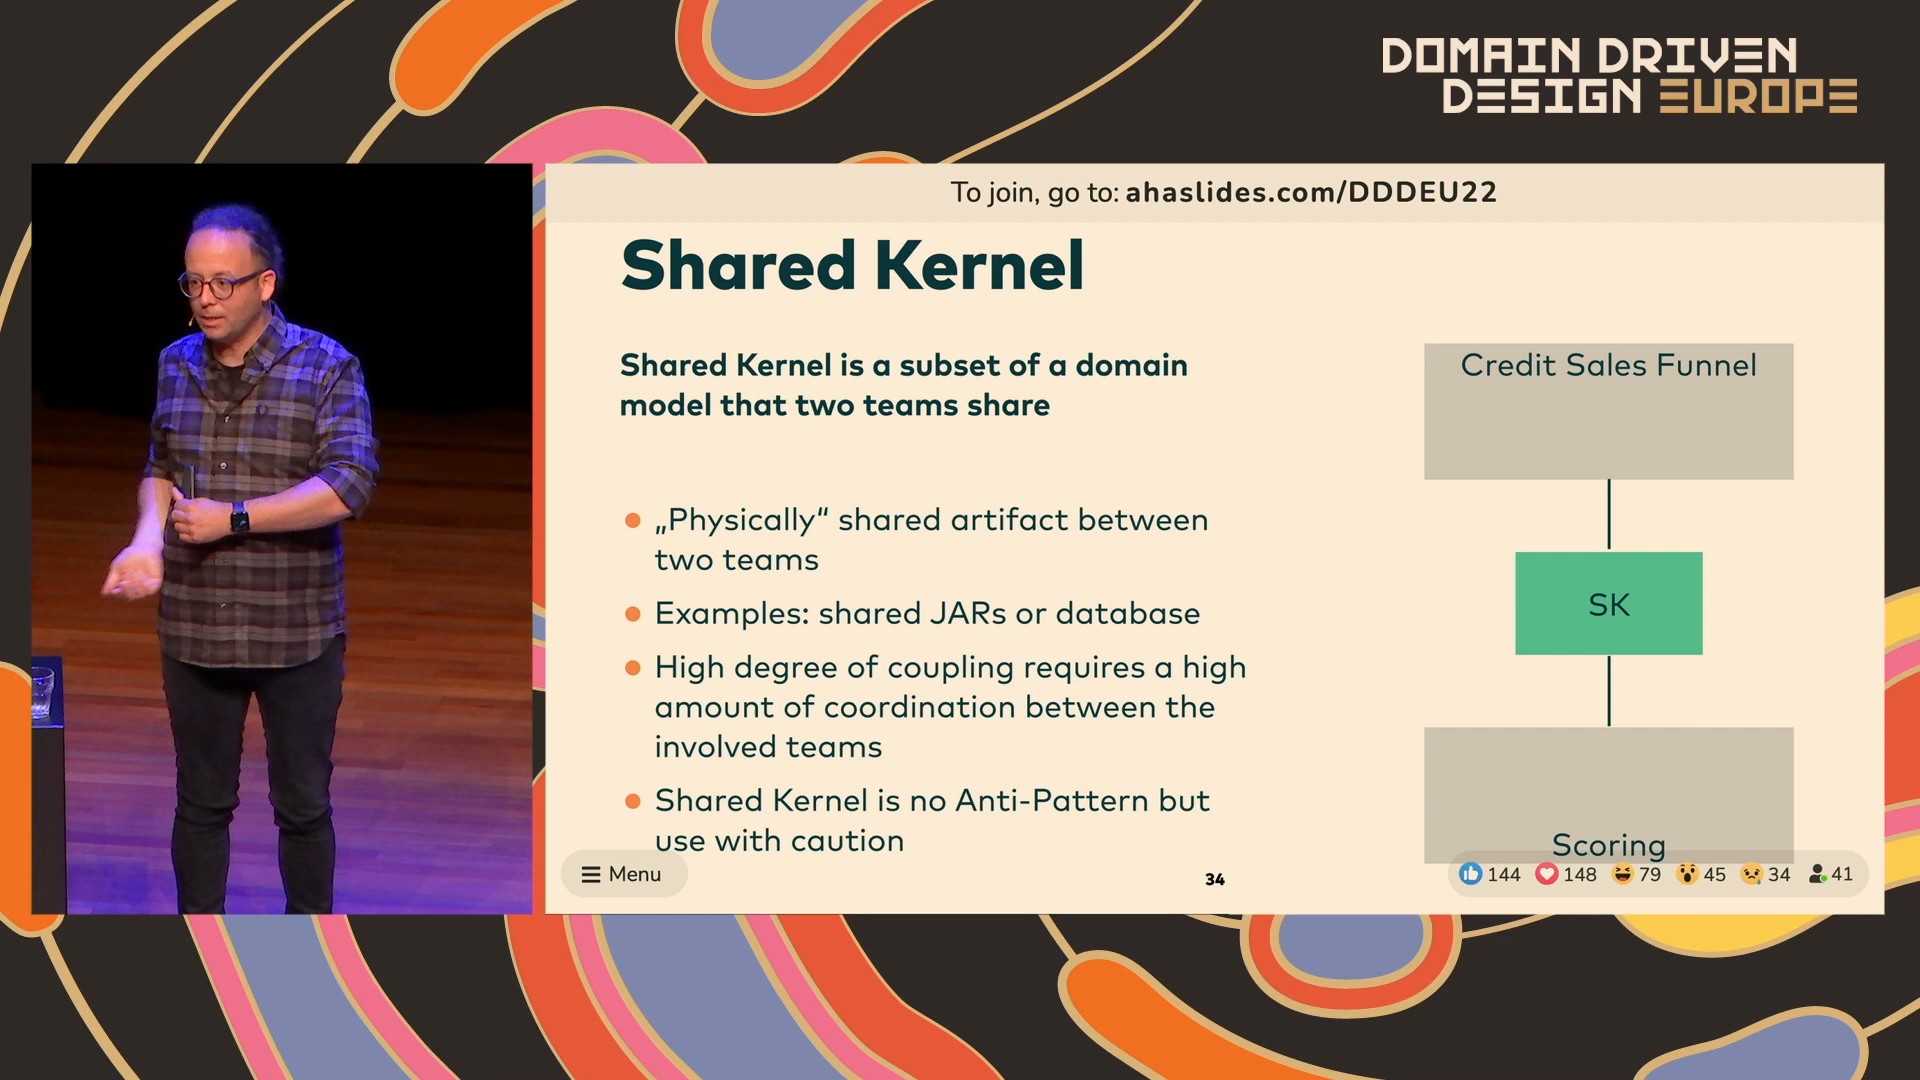 DOMAIN DRIVEN
DESIGN EUROPE
To join, go to: ahaslides.com/DDDEU22
Shared Kernel
Shared Kernel is a subset of a domain
model that two teams share
„Physically“ shared artifact between
two teams
Examples: shared JARs or database
High degree of coupling requires a high
amount of coordination between the
involved teams
Shared Kernel is no Anti-Pattern but
use with caution
Credit Sales Funnel
SK
Scoring
Menu
34
144 148 79 45 34 41